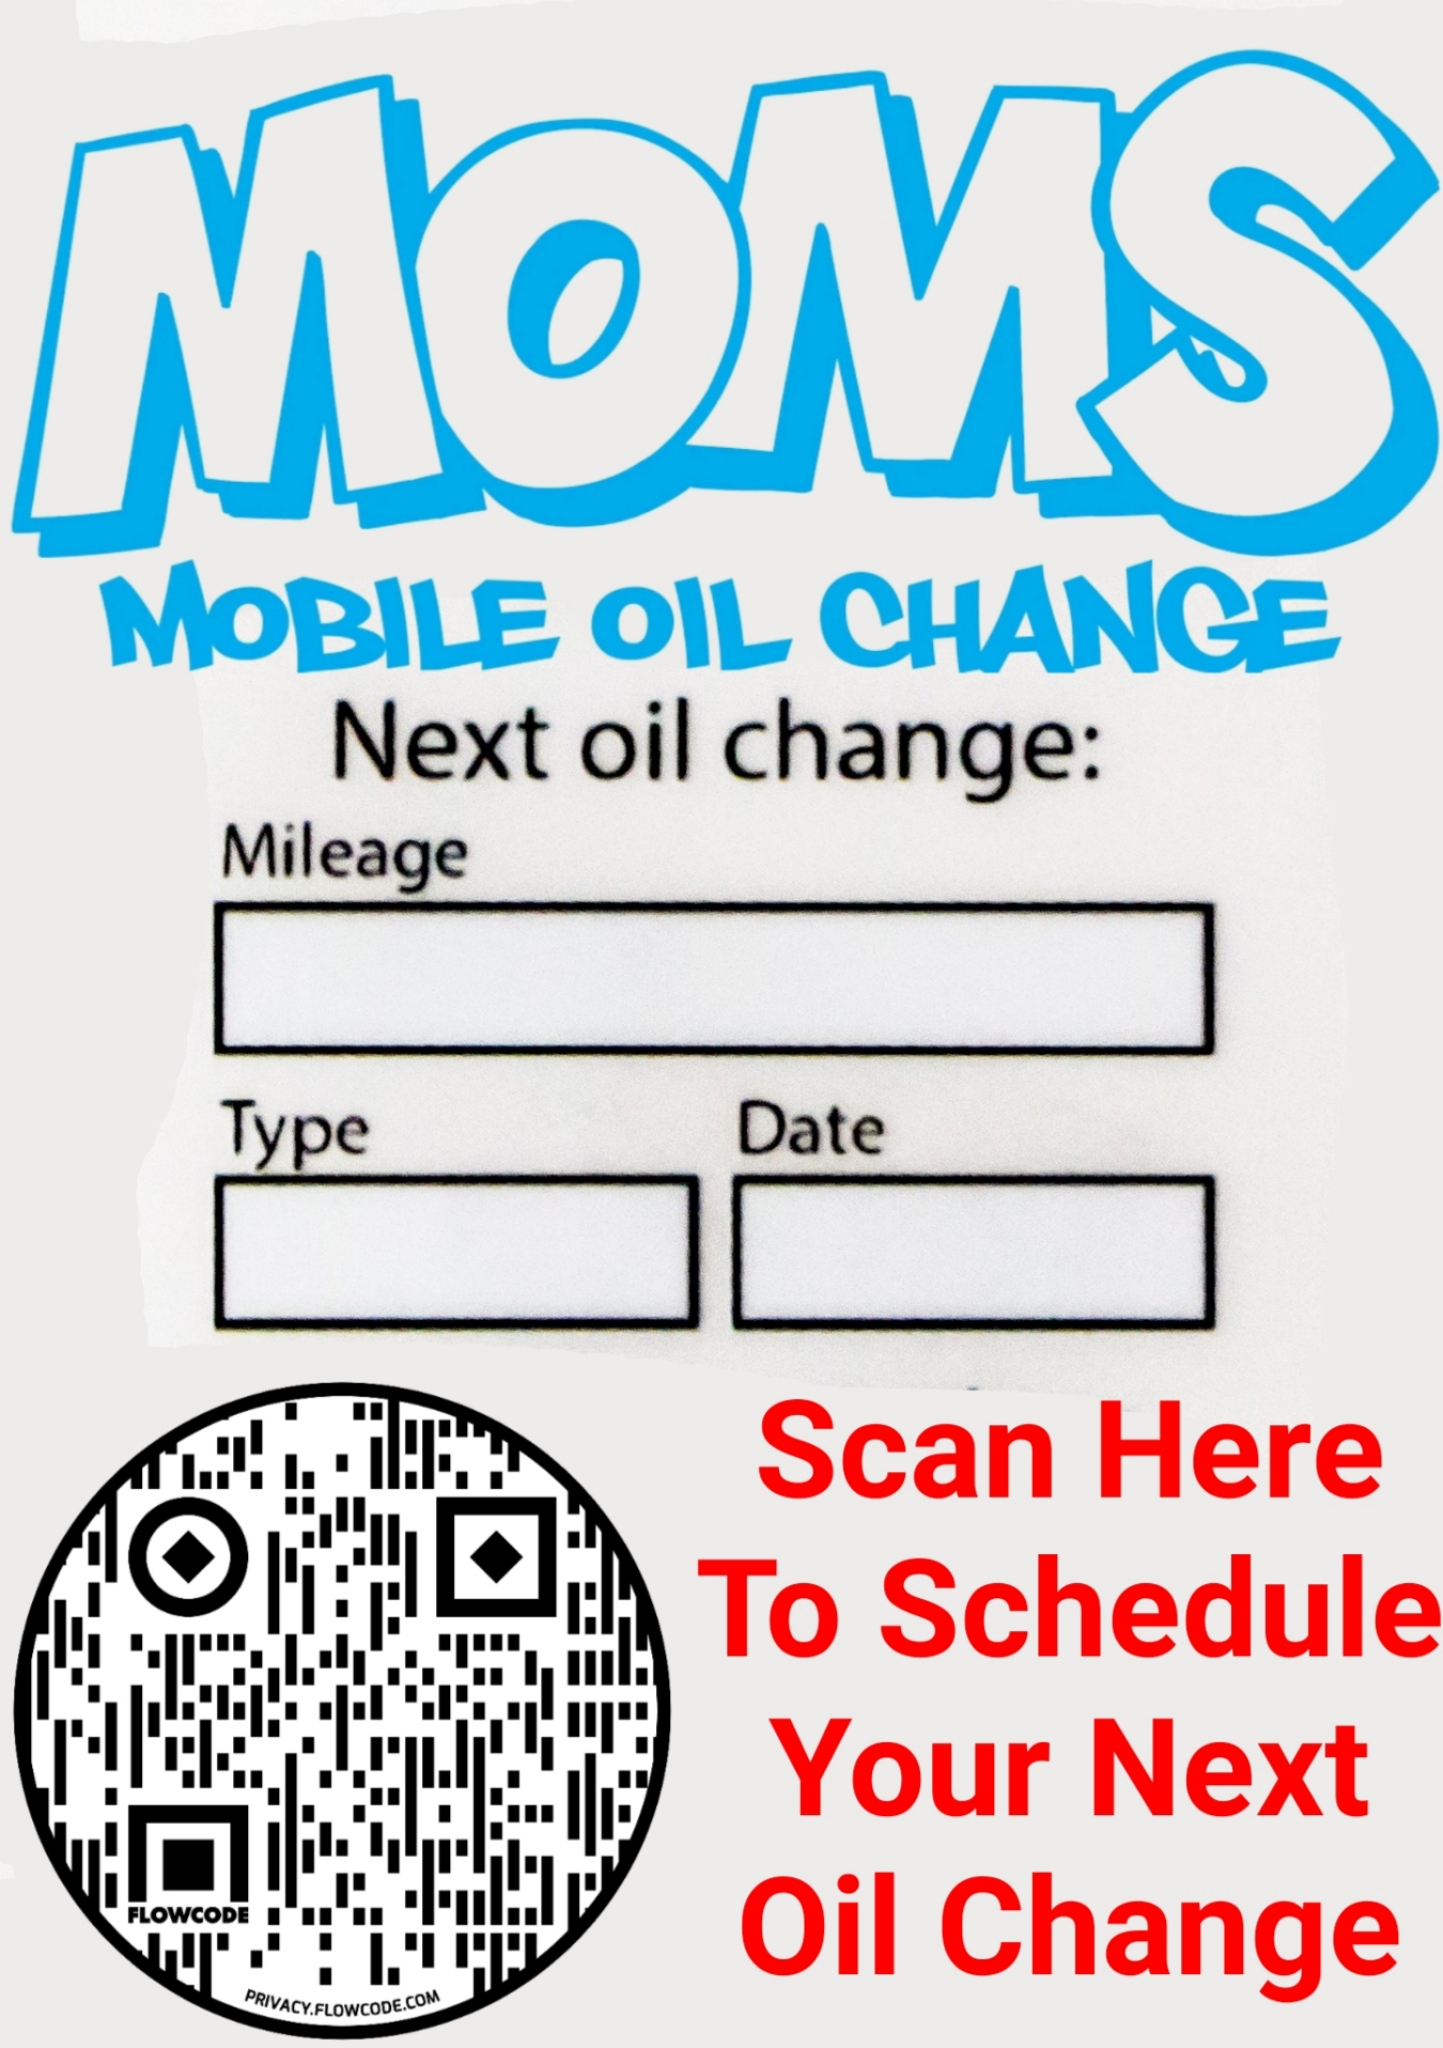 MOMS
MOBILE OIL CHANGE
Next oil change:
Mileage
Type Date
Scan Here
To Schedule
Your Next
Oil Change
FLOWCODE
PRIVACY.FLOWCODE.COM